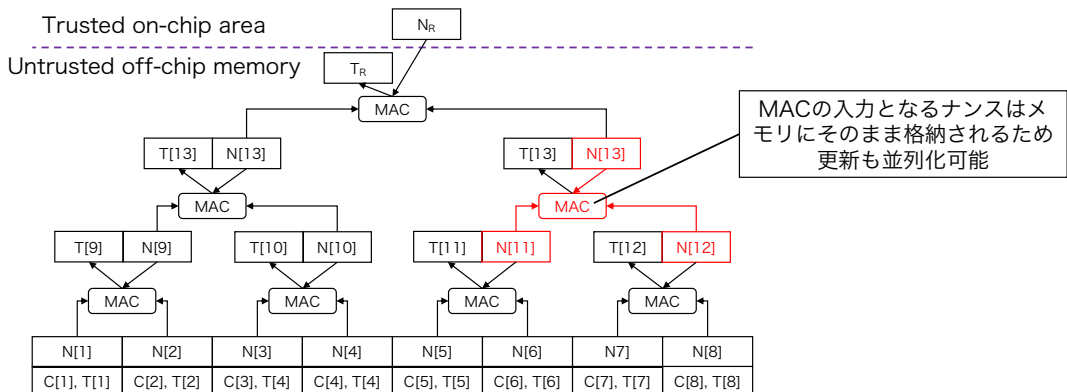 Trusted on-chip area
N_R
Untrusted off-chip memory
T_R
MAC
MACの入力となるナンスはメ
モリにそのまま格納されるため
更新も並列化可能
T[13] N[13] T[13] N[13]
MAC MAC
T[9] N[9] T[10] N[10] T[11] N[11] T[12] N[12]
MAC MAC MAC MAC
N[1] N[2] N[3] N[4] N[5] N[6] N7] N[8]
C[1], T[1] C[2], T[2] C[3], T[4] C[4], T[4] C[5], T[5] C[6], T[6] C[7], T[7] C[8], T[8]